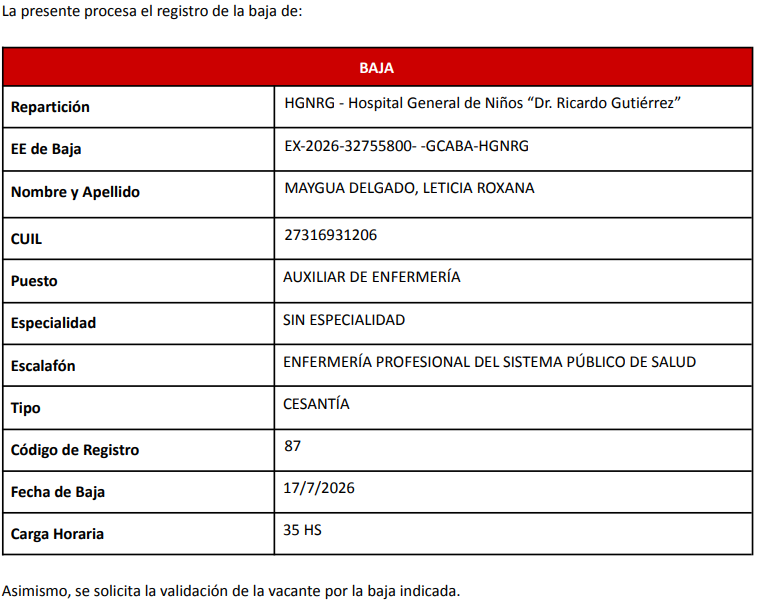 La presente procesa el registro de la baja de:
BAJA
Repartición
HGNRG - Hospital General de Niños “Dr. Ricardo Gutiérrez”
EE de Baja
EX-2026-32755800- -GCABA-HGNRG
Nombre y Apellido
MAYGUA DELGADO, LETICIA ROXANA
CUIL
27316931206
Puesto
AUXILIAR DE ENFERMERÍA
Especialidad
SIN ESPECIALIDAD
Escalafón
ENFERMERÍA PROFESIONAL DEL SISTEMA PÚBLICO DE SALUD
Tipo
CESANTÍA
Código de Registro
87
Fecha de Baja
17/7/2026
Carga Horaria
35 HS
Asimismo, se solicita la validación de la vacante por la baja indicada.